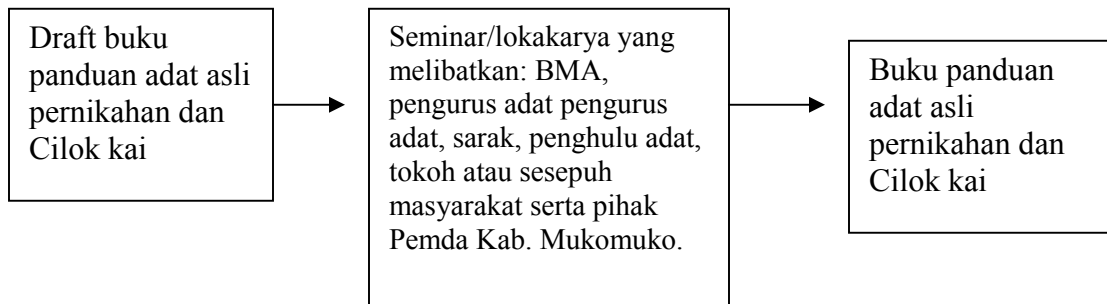 Draft buku
panduan adat asli
pernikahan dan
Cilok kai
Seminar/lokakarya yang
melibatkan: BMA,
pengurus adat pengurus
adat, sarak, penghulu adat,
tokoh atau sesepuh
masyarakat serta pihak
Pemda Kab. Mukomuko.
Buku panduan
adat asli
pernikahan dan
Cilok kai